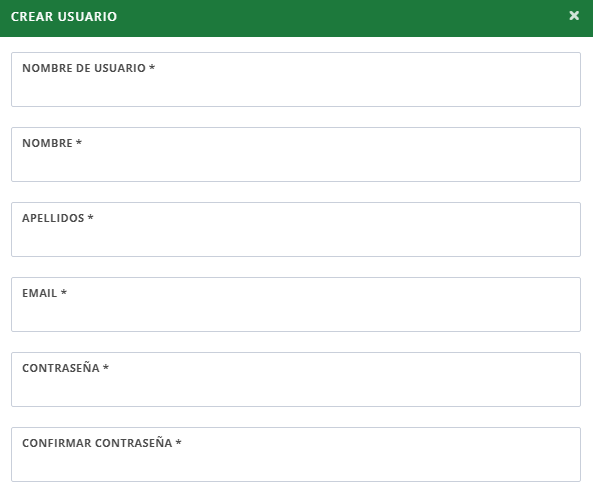 CREAR USUARIO
NOMBRE DE USUARIO *
NOMBRE *
APELLIDOS *
EMAIL *
CONTRASEÑA *
CONFIRMAR CONTRASEÑA *